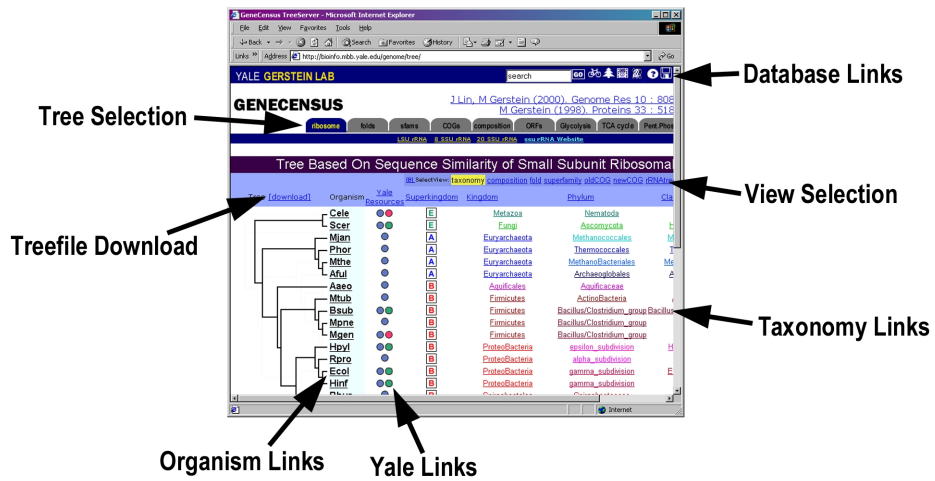 GeneCensus TreeServer - Microsoft Internet Explorer
File Edit View Favorites Tools Help
Back Search Favorites History
Links » Address http://bioinfo.mbb.yale.edu/genome/tree/ Go
YALE GERSTEIN LAB search GO
Database Links
GENECENSUS
J Lin, M Gerstein (2000). Genome Res 10 : 808
M Gerstein (1998). Proteins 33 : 518
Tree Selection
ribosome folds sfams COGs composition ORFs Glycolysis TCA cycle Pent.Phos
LSU rRNA 8 SSU rRNA 20 SSU rRNA ssu rRNA Website
Tree Based On Sequence Similarity of Small Subunit Ribosomal
SelectView: taxonomy composition fold superfamily oldCOG newCOG rRNAtre
View Selection
Tree [download] Organism Yale Resources Superkingdom Kingdom Phylum Cla
Treefile Download
Cele E Metazoa Nematoda
Scer E Fungi Ascomycota H
Mjan A Euryarchaeota Methanococcales M
Phor A Euryarchaeota Thermococcales T
Mthe A Euryarchaeota MethanoBacteriales Me
Aful A Euryarchaeota Archaeoglobales A
Aaeo B Aquificales Aquificaceae
Mtub B Firmicutes ActinoBacteria
Bsub B Firmicutes Bacillus/Clostridium_group Bacillus
Mpne B Firmicutes Bacillus/Clostridium_group
Mgen B Firmicutes Bacillus/Clostridium_group
Taxonomy Links
Hpyl B ProteoBacteria epsilon_subdivision H
Rpro B ProteoBacteria alpha_subdivision
Ecol B ProteoBacteria gamma_subdivision E
Hinf B ProteoBacteria gamma_subdivision
Internet
Organism Links
Yale Links